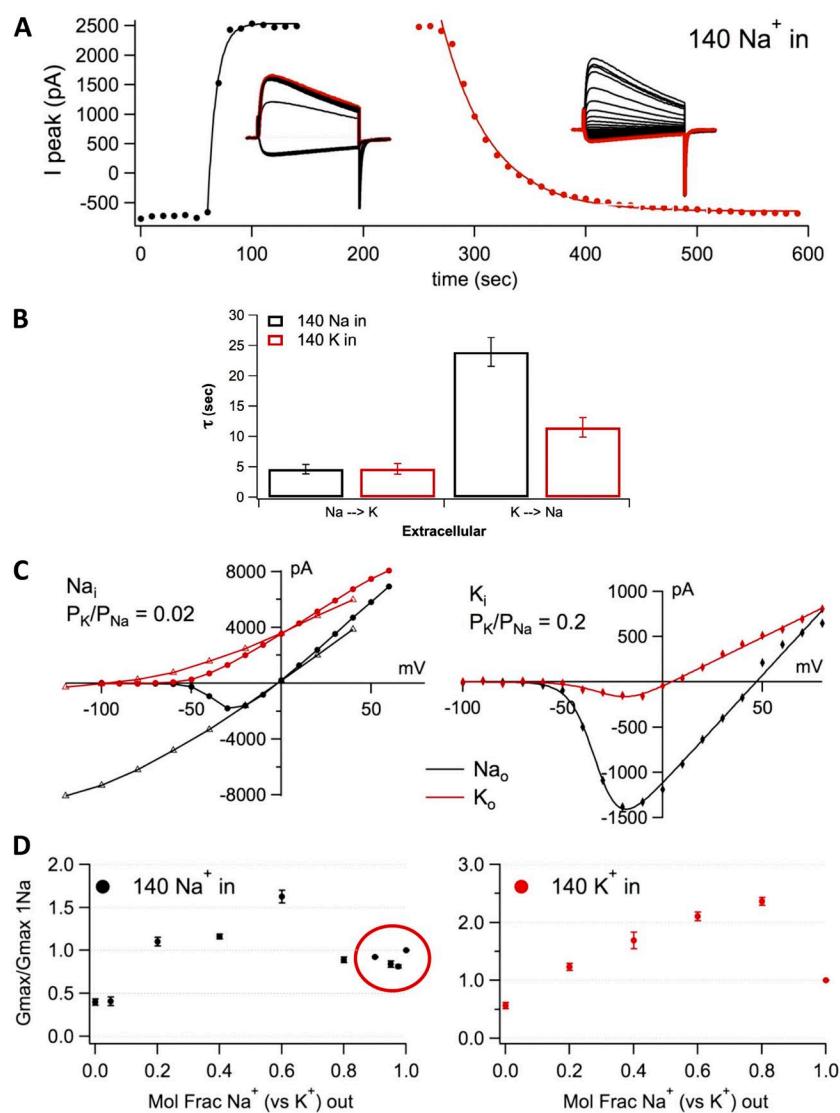 A
140 Na+ in
I peak (pA)
2500
2000
1500
1000
500
0
-500
0 100 200 300 400 500 600
time (sec)
B
140 Na in
140 K in
τ (sec)
30
25
20
15
10
5
0
Na --> K K -> Na
Extracellular
C
Nai
PK/PNa = 0.02
8000 pA
4000
mV
-100 -50 50
-4000
-8000
Ki
PK/PNa = 0.2
1000 pA
500
mV
-100 -50 50
-500
-1000
-1500
Nao
Ko
D
140 Na+ in
Gmax/Gmax 1Na
2.0
1.5
1.0
0.5
0.0
0.0 0.2 0.4 0.6 0.8 1.0
Mol Frac Na+ (vs K+) out
140 K+ in
3.0
2.0
1.0
0.0
0.0 0.2 0.4 0.6 0.8 1.0
Mol Frac Na+ (vs K+) out